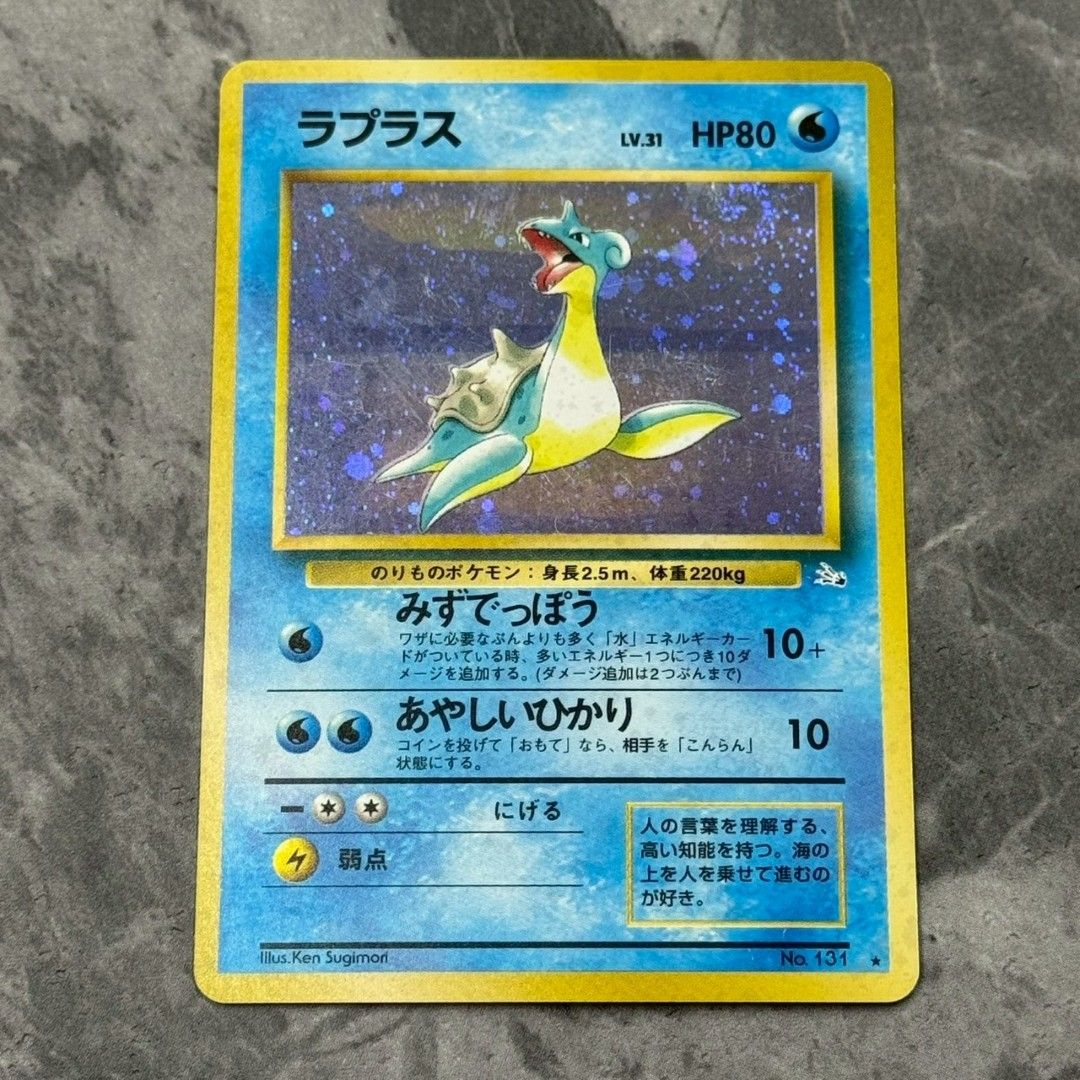 ラプラス LV.31 HP80
のりものポケモン：身長2.5m、体重220kg
みずでっぽう
ワザに必要なぶんよりも多く「水」エネルギーカー
ドがついている時、多いエネルギー1つにつき10ダ
メージを追加する。(ダメージ追加は2つぶんまで)
10+
あやしいひかり
コインを投げて「おもて」なら、相手を「こんらん」
状態にする。
10
にげる
弱点
人の言葉を理解する、
高い知能を持つ。海の
上を人を乗せて進むの
が好き。
Illus.Ken Sugimori No. 131 ★